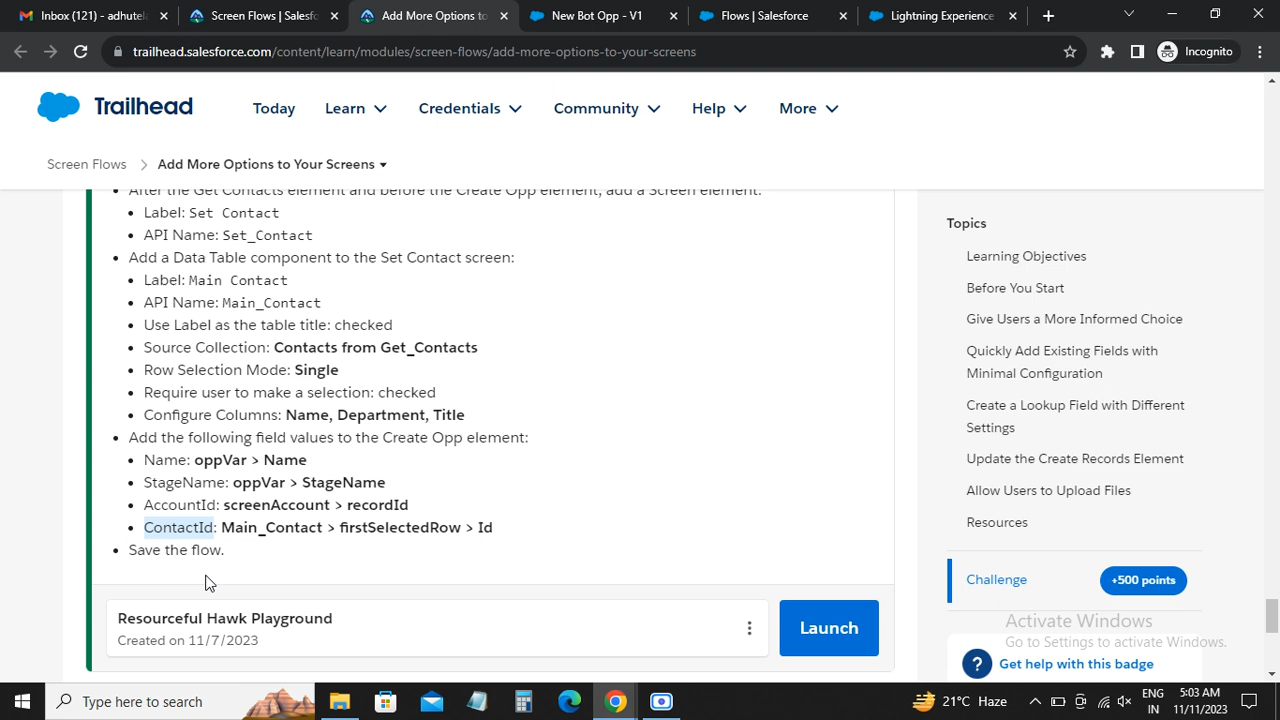 Inbox (121) - adhutel
Screen Flows | Salesf
Add More Options to
New Bot Opp - V1
Flows | Salesforce
Lightning Experience
trailhead.salesforce.com/content/learn/modules/screen-flows/add-more-options-to-your-screens
Incognito
Trailhead
Today
Learn
Credentials
Community
Help
More
Screen Flows
Add More Options to Your Screens
After the Get Contacts element and before the Create Opp element, add a Screen element.
Label: Set Contact
API Name: Set_Contact
Add a Data Table component to the Set Contact screen:
Label: Main Contact
API Name: Main_Contact
Use Label as the table title: checked
Source Collection: Contacts from Get_Contacts
Row Selection Mode: Single
Require user to make a selection: checked
Configure Columns: Name, Department, Title
Add the following field values to the Create Opp element:
Name: oppVar > Name
StageName: oppVar > StageName
AccountId: screenAccount > recordId
ContactId: Main_Contact > firstSelectedRow > Id
Save the flow.
Resourceful Hawk Playground
Created on 11/7/2023
Launch
Topics
Learning Objectives
Before You Start
Give Users a More Informed Choice
Quickly Add Existing Fields with
Minimal Configuration
Create a Lookup Field with Different
Settings
Update the Create Records Element
Allow Users to Upload Files
Resources
Challenge
+500 points
Activate Windows
Go to Settings to activate Windows.
? Get help with this badge
Type here to search
21°C Haze
ENG
IN
5:03 AM
11/11/2023